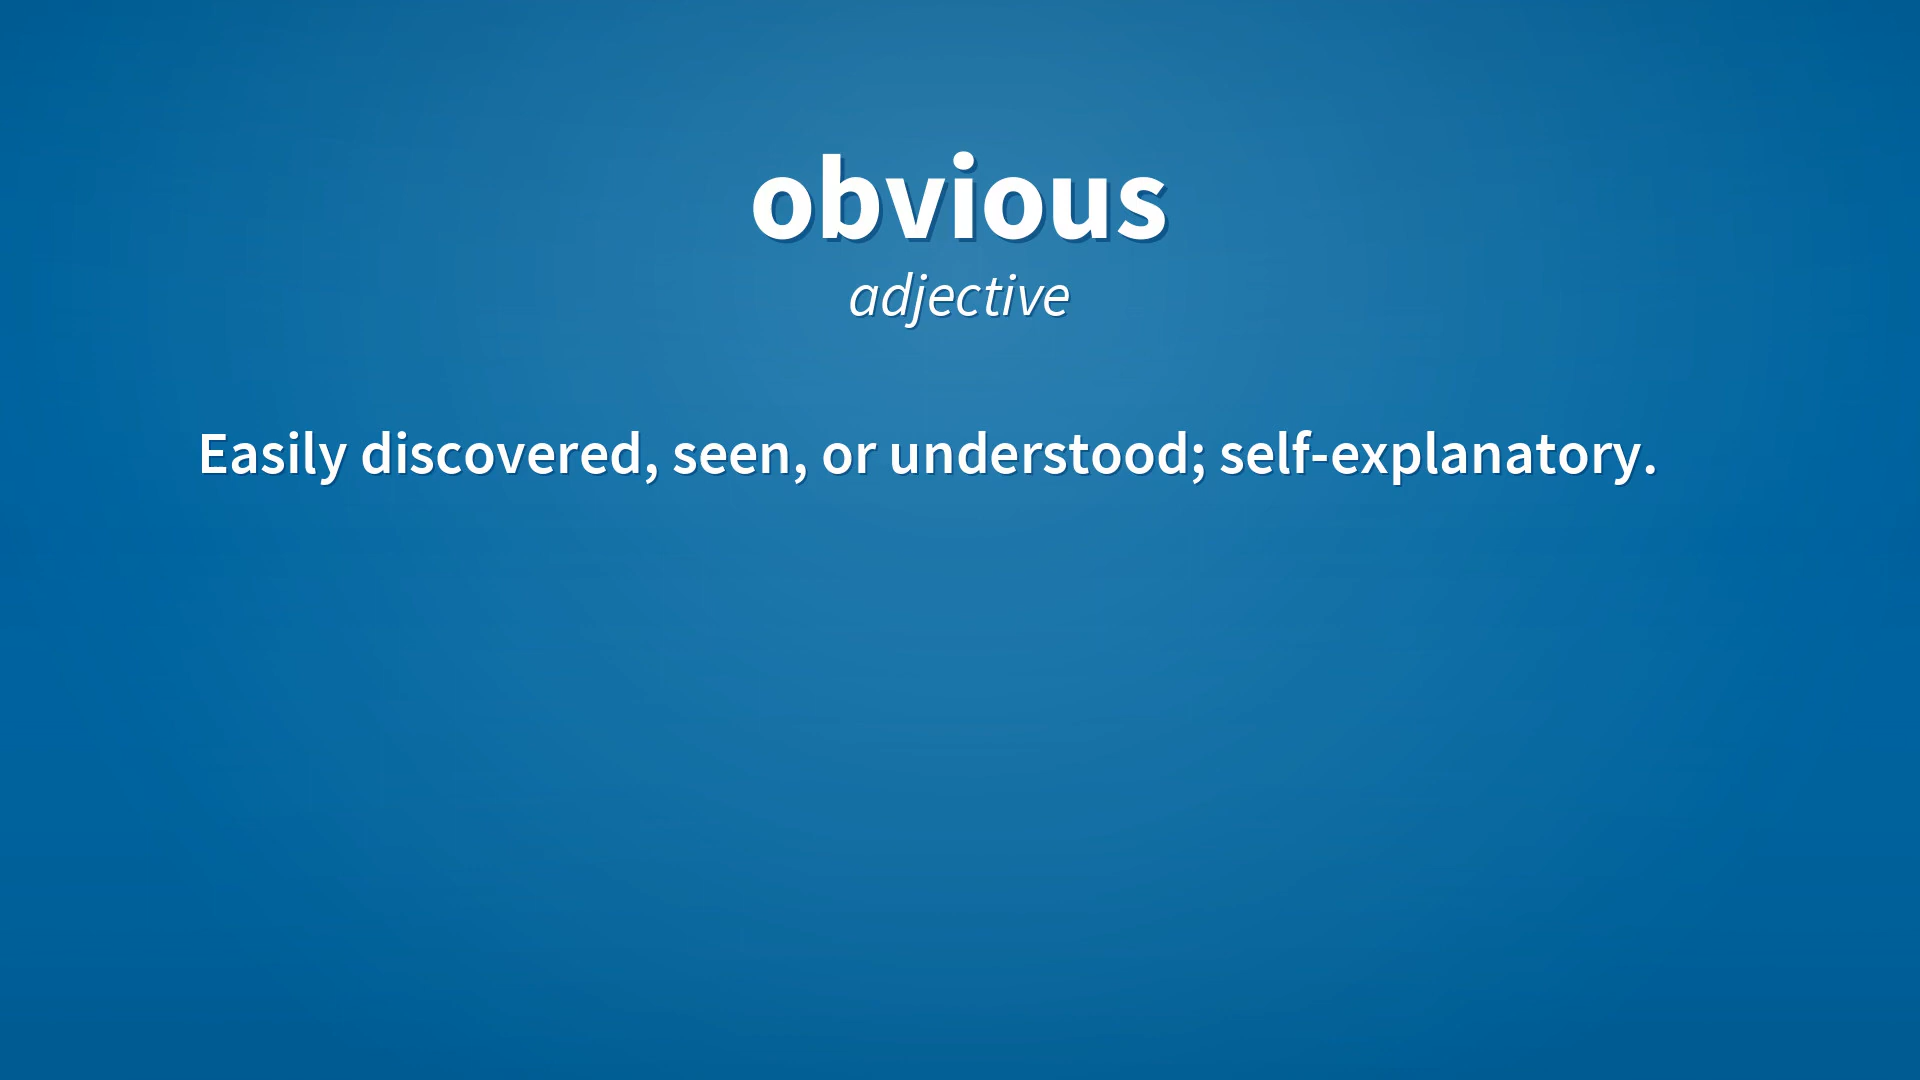 obvious
adjective
Easily discovered, seen, or understood; self-explanatory.